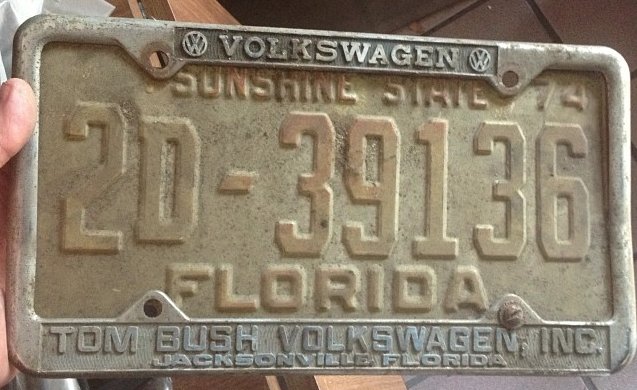 VOLKSWAGEN
SUNSHINE STATE 74
2D-39136
FLORIDA
TOM BUSH VOLKSWAGEN, INC.
JACKSONVILLE FLORIDA